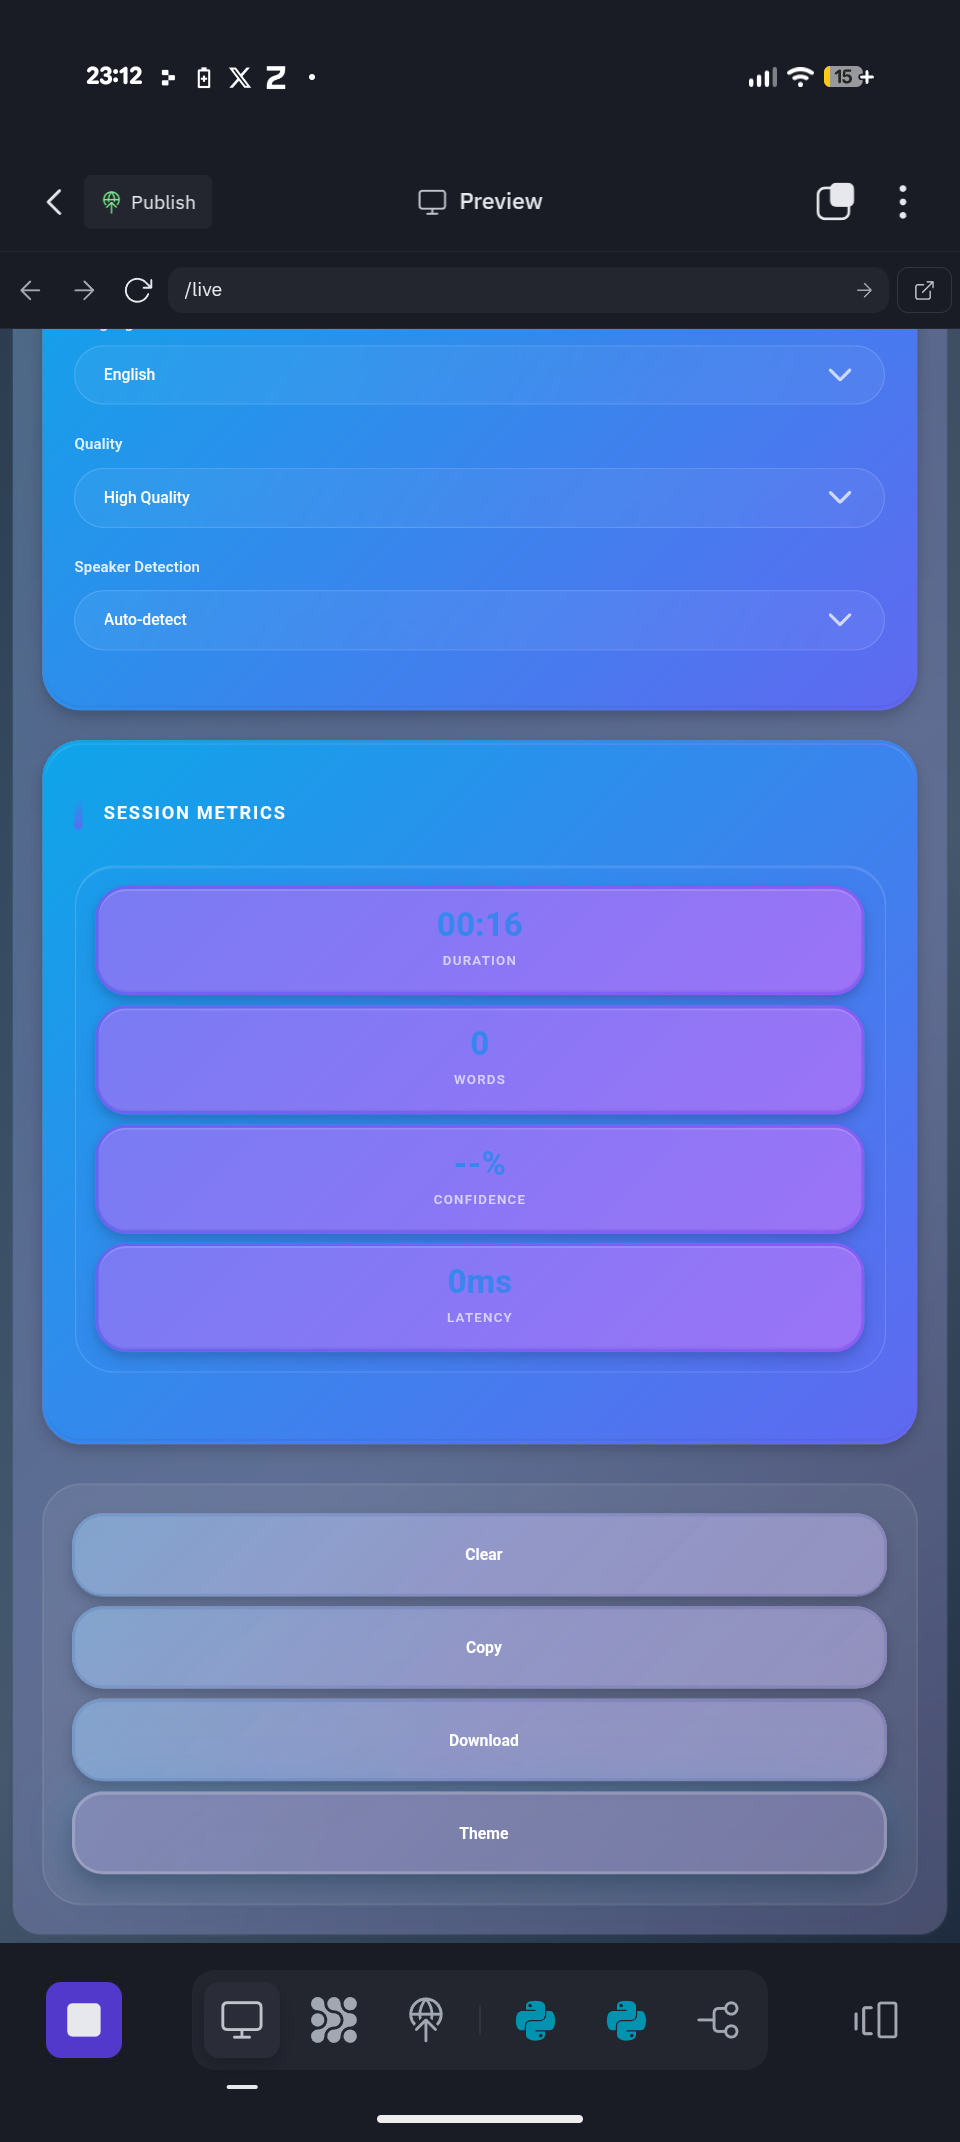 23:12
15
Publish
Preview
/live
English
Quality
High Quality
Speaker Detection
Auto-detect
SESSION METRICS
00:16
DURATION
0
WORDS
--%
CONFIDENCE
0ms
LATENCY
Clear
Copy
Download
Theme